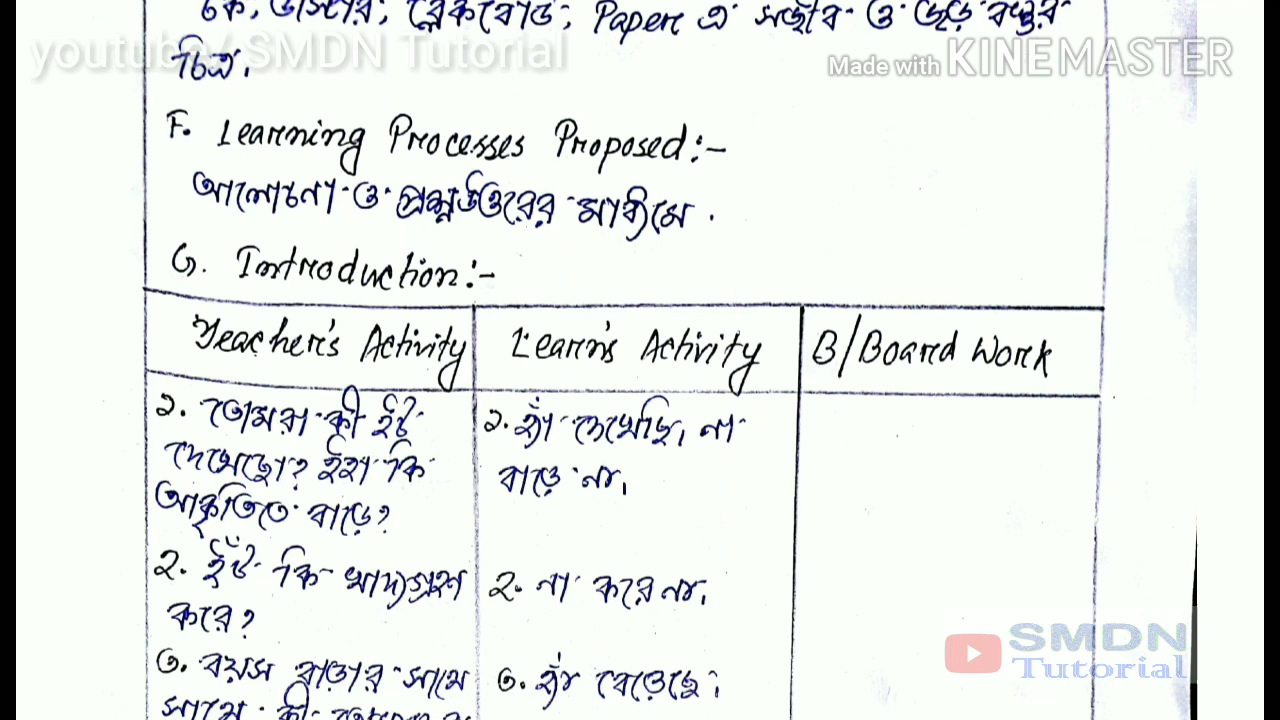 চক, ডাস্টার, ব্লেকবোর্ড, Paper এ সজীব ও জড় বস্তুর
youtube/ SMDN Tutorial
Made with KINEMASTER
চিত্র.
F. Learning Processes Proposed:-
আলোচনা ও প্রশ্নউত্তরের মাধ্যমে .
G. Introduction:-
Teacher's Activity
Learn's Activity
B/Board Work
১. তোমরা কী ইট
দেখেছো? ইহা কি
আকৃতিতে বাড়ে?
১. হ্যাঁ দেখেছি, না
বাড়ে না.
২. ইঁট কি খাদ্যগ্রহণ
করে?
২. না করে না.
৩. বয়স বাড়ার সাথে
সাথে কী
৩. হ্যাঁ বেড়েছে.
SMDN
Tutorial